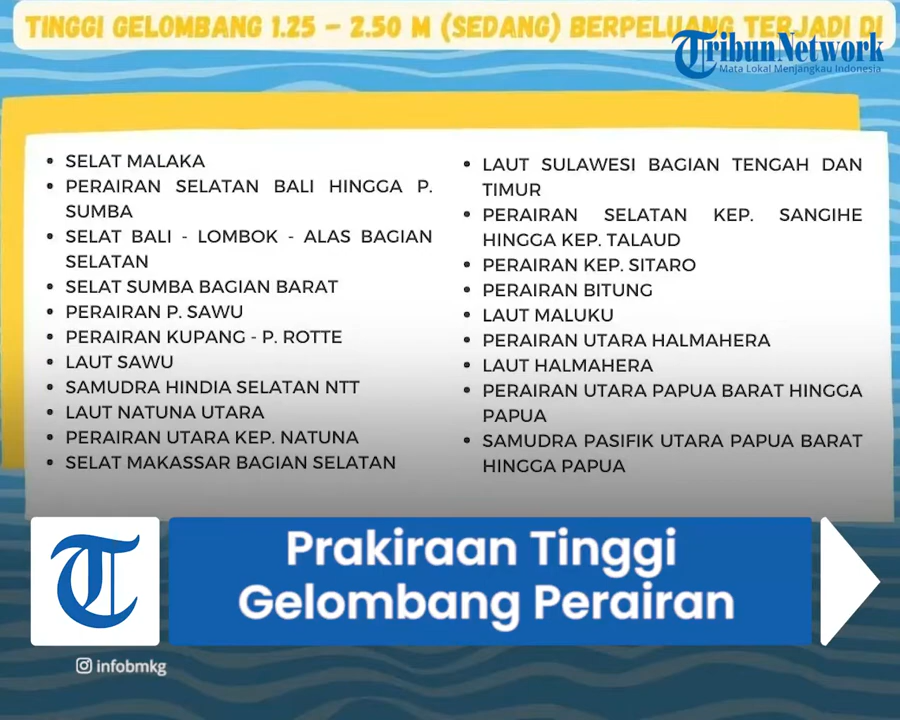 TINGGI GELOMBANG 1.25 – 2.50 M (SEDANG) BERPELUANG TERJADI DI
TribunNetwork
Mata Lokal Menjangkau Indonesia
• SELAT MALAKA
• PERAIRAN SELATAN BALI HINGGA P.
SUMBA
• SELAT BALI - LOMBOK - ALAS BAGIAN
SELATAN
• SELAT SUMBA BAGIAN BARAT
• PERAIRAN P. SAWU
• PERAIRAN KUPANG - P. ROTTE
• LAUT SAWU
• SAMUDRA HINDIA SELATAN NTT
• LAUT NATUNA UTARA
• PERAIRAN UTARA KEP. NATUNA
• SELAT MAKASSAR BAGIAN SELATAN
• LAUT SULAWESI BAGIAN TENGAH DAN
TIMUR
• PERAIRAN SELATAN KEP. SANGIHE
HINGGA KEP. TALAUD
• PERAIRAN KEP. SITARO
• PERAIRAN BITUNG
• LAUT MALUKU
• PERAIRAN UTARA HALMAHERA
• LAUT HALMAHERA
• PERAIRAN UTARA PAPUA BARAT HINGGA
PAPUA
• SAMUDRA PASIFIK UTARA PAPUA BARAT
HINGGA PAPUA
T
Prakiraan Tinggi
Gelombang Perairan
infobmkg